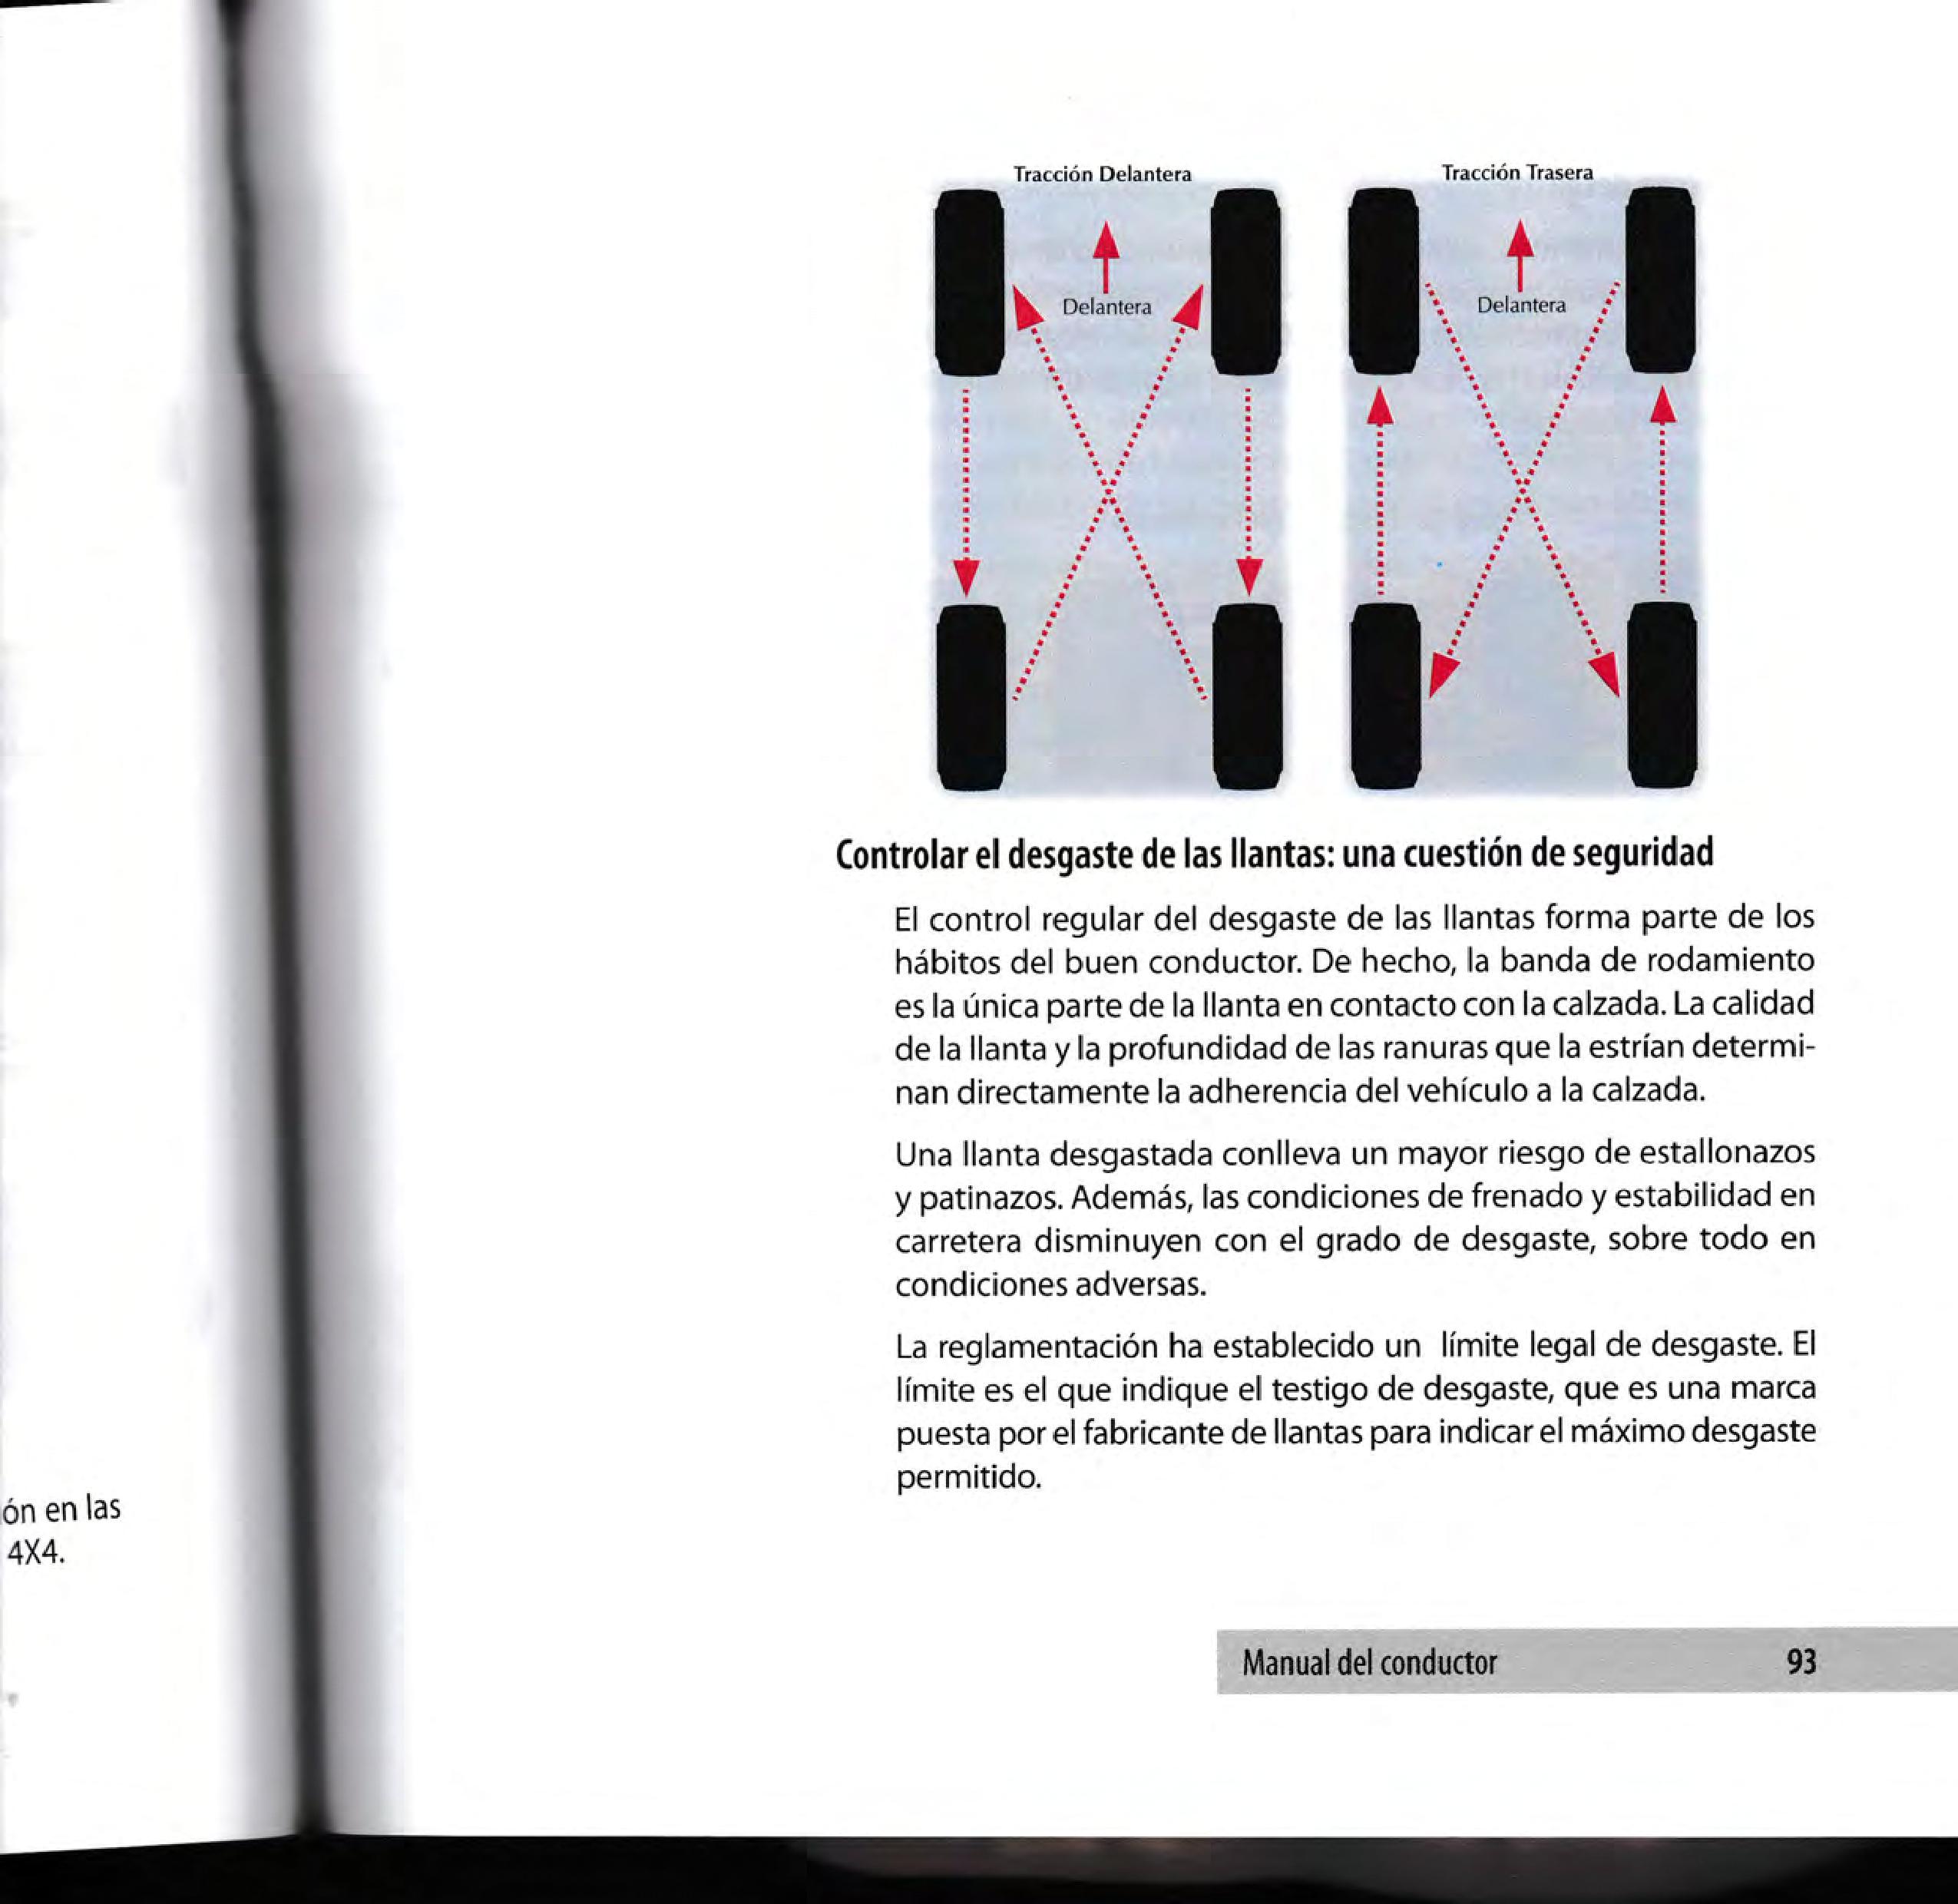 ón en las
4X4.
Tracción Delantera
Delantera
Tracción Trasera
Delantera
Controlar el desgaste de las llantas: una cuestión de seguridad
El control regular del desgaste de las llantas forma parte de los
hábitos del buen conductor. De hecho, la banda de rodamiento
es la única parte de la llanta en contacto con la calzada. La calidad
de la llanta y la profundidad de las ranuras que la estrían determi-
nan directamente la adherencia del vehículo a la calzada.
Una llanta desgastada conlleva un mayor riesgo de estallonazos
y patinazos. Además, las condiciones de frenado y estabilidad en
carretera disminuyen con el grado de desgaste, sobre todo en
condiciones adversas.
La reglamentación ha establecido un límite legal de desgaste. El
límite es el que indique el testigo de desgaste, que es una marca
puesta por el fabricante de llantas para indicar el máximo desgaste
permitido.
Manual del conductor 93